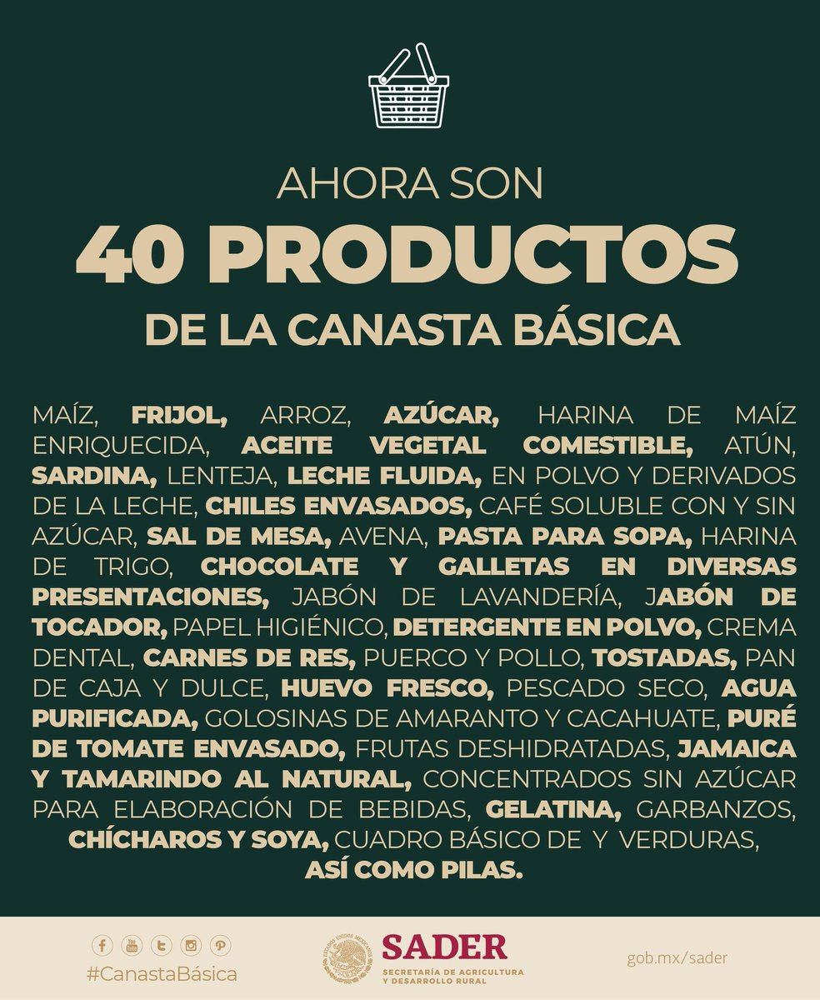 AHORA SON
40 PRODUCTOS
DE LA CANASTA BÁSICA
MAÍZ, FRIJOL, ARROZ, AZÚCAR, HARINA DE MAÍZ
ENRIQUECIDA, ACEITE VEGETAL COMESTIBLE, ATÚN,
SARDINA, LENTEJA, LECHE FLUIDA, EN POLVO Y DERIVADOS
DE LA LECHE, CHILES ENVASADOS, CAFÉ SOLUBLE CON Y SIN
AZÚCAR, SAL DE MESA, AVENA, PASTA PARA SOPA, HARINA
DE TRIGO, CHOCOLATE Y GALLETAS EN DIVERSAS
PRESENTACIONES, JABÓN DE LAVANDERÍA, JABÓN DE
TOCADOR, PAPEL HIGIÉNICO, DETERGENTE EN POLVO, CREMA
DENTAL, CARNES DE RES, PUERCO Y POLLO, TOSTADAS, PAN
DE CAJA Y DULCE, HUEVO FRESCO, PESCADO SECO, AGUA
PURIFICADA, GOLOSINAS DE AMARANTO Y CACAHUATE, PURÉ
DE TOMATE ENVASADO, FRUTAS DESHIDRATADAS, JAMAICA
Y TAMARINDO AL NATURAL, CONCENTRADOS SIN AZÚCAR
PARA ELABORACIÓN DE BEBIDAS, GELATINA, GARBANZOS,
CHÍCHAROS Y SOYA, CUADRO BÁSICO DE Y VERDURAS,
ASÍ COMO PILAS.
#CanastaBásica
ESTADOS UNIDOS MEXICANOS
SADER
SECRETARÍA DE AGRICULTURA
Y DESARROLLO RURAL
gob.mx/sader